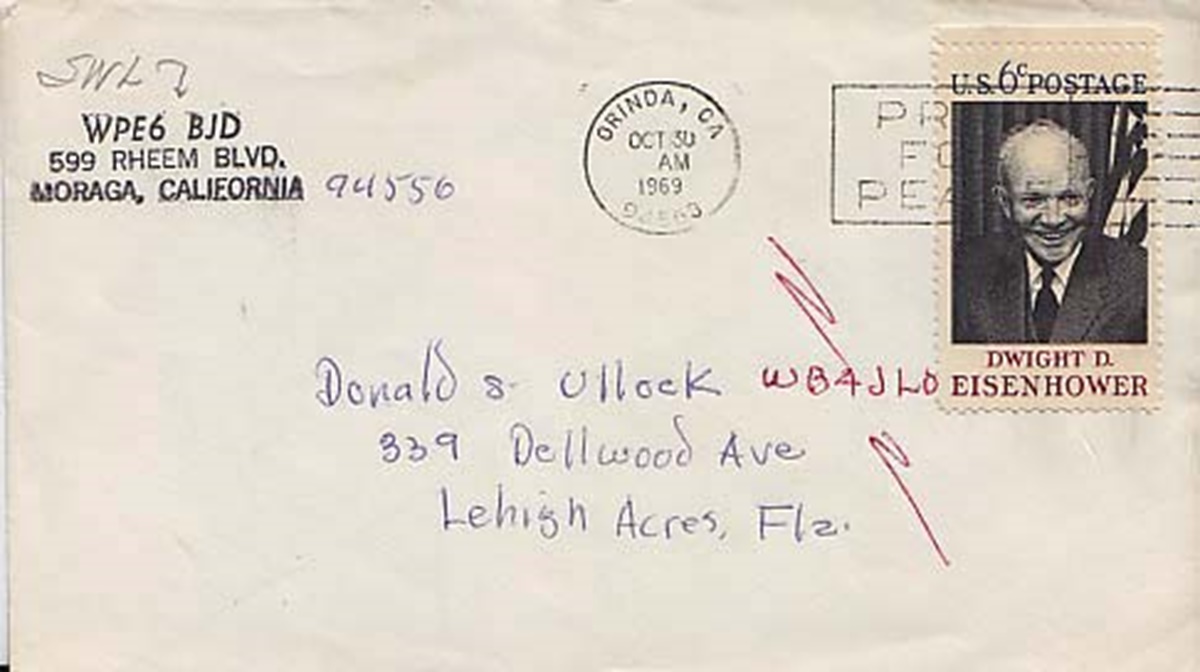 SWL
WPE6 BJD
599 RHEEM BLVD.
MORAGA, CALIFORNIA 94556
ORINDA, CA
OCT 30
AM
1969
94563
U.S. 6c POSTAGE
DWIGHT D.
EISENHOWER
Donald S Ullock WB4JLO
339 Dellwood Ave
Lehigh Acres, Fla.